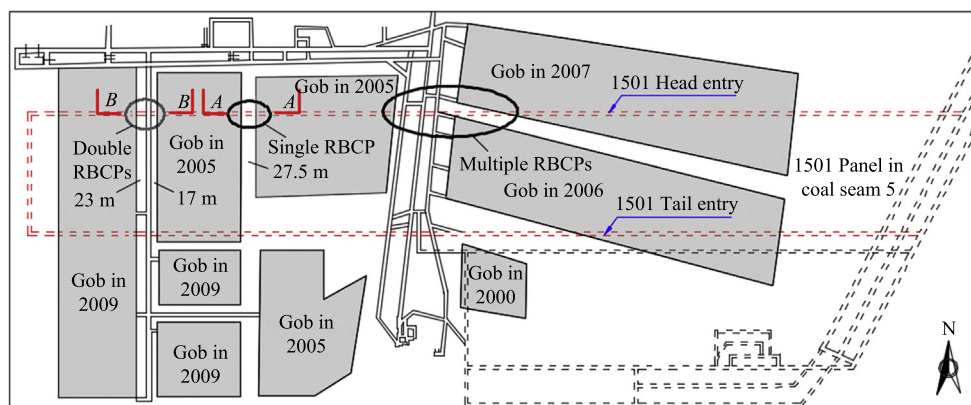 Gob in 2007
1501 Head entry
Gob in 2005
B
B
A
A
Double
RBCPs
23 m
Gob in
2005
17 m
Single RBCP
27.5 m
Multiple RBCPs
1501 Panel in
coal seam 5
Gob in 2006
1501 Tail entry
Gob in
2009
Gob in
2009
Gob in
2009
Gob in
2005
Gob in
2000
N